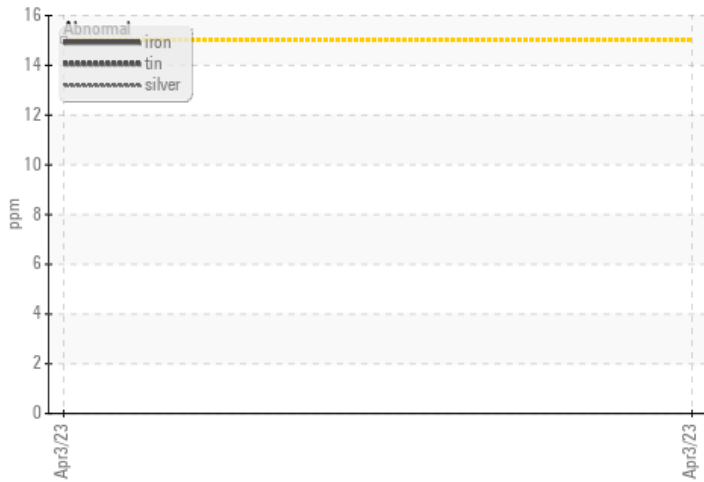 16
Abnormal
iron
14
tin
silver
12
10
ppm
8
6
4
2
0
Apr3/23
Apr3/23